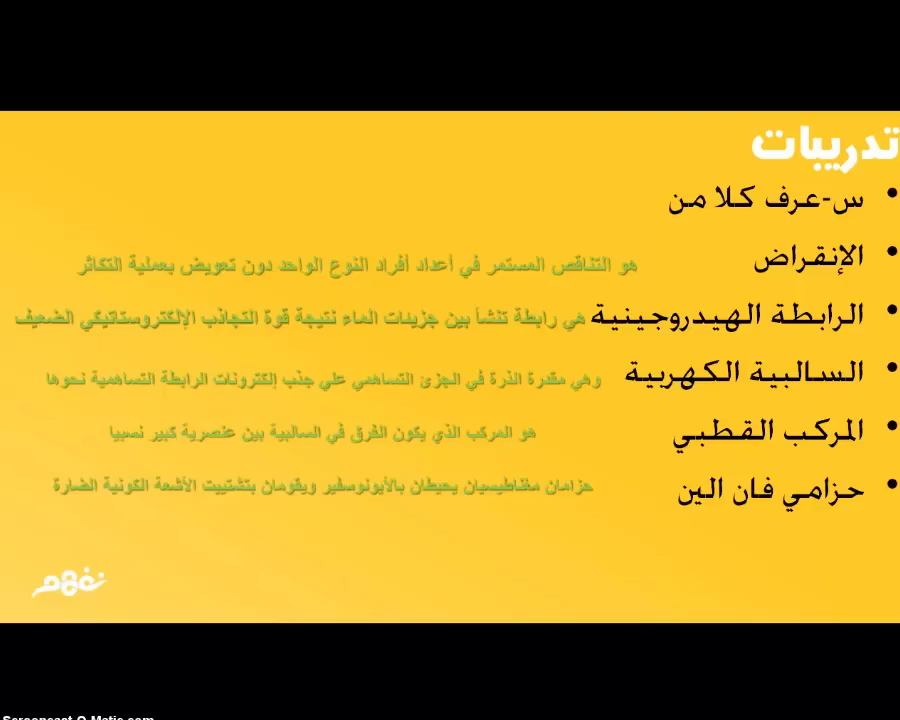 تدريبات
س-عرف كلا من
الإنقراض هو التناقص المستمر في أعداد أفراد النوع الواحد دون تعويض بعملية التكاثر
الرابطة الهيدروجينية هي رابطة تنشأ بين جزيئات الماء نتيجة قوة التجاذب الإلكتروستاتيكي الضعيف
السالبية الكهربية وهي مقدرة الذرة في الجزئ التساهمي علي جذب إلكترونات الرابطة التساهمية نحوها
المركب القطبي هو المركب الذي يكون الفرق في السالبية بين عنصرية كبير نسبيا
حزامي فان الين حزامان مغناطيسيان يحيطان بالأيونوسفير ويقومان بتشتيت الأشعة الكونية الضارة
نفهم
Screencast-O-Matic.com